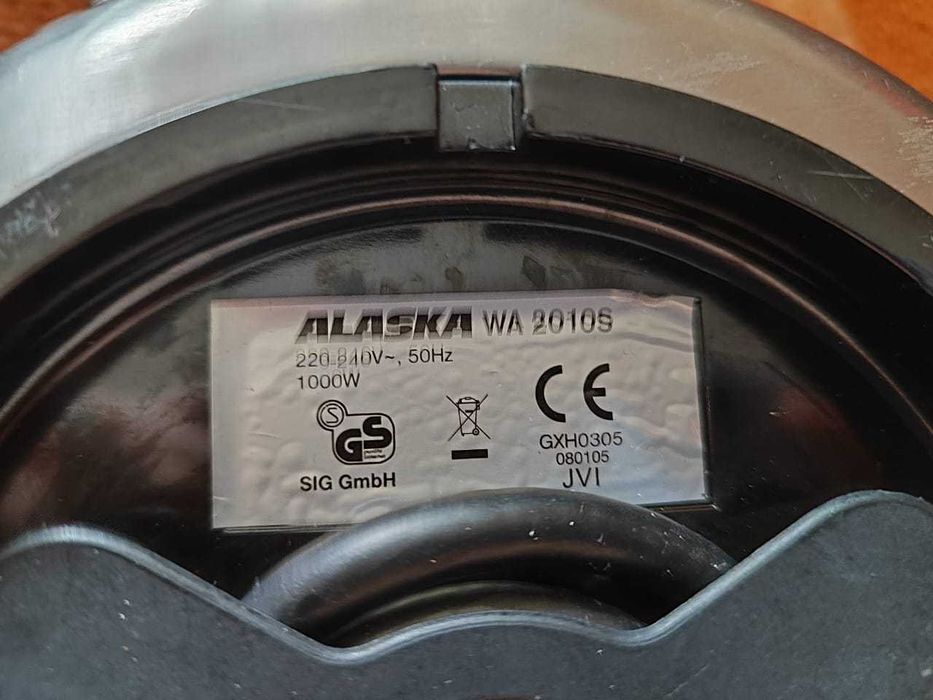 ALASKA WA 2010S
220-240V~, 50Hz
1000W
S
GS
SIG GmbH
CE
GXH0305
080105
JVI